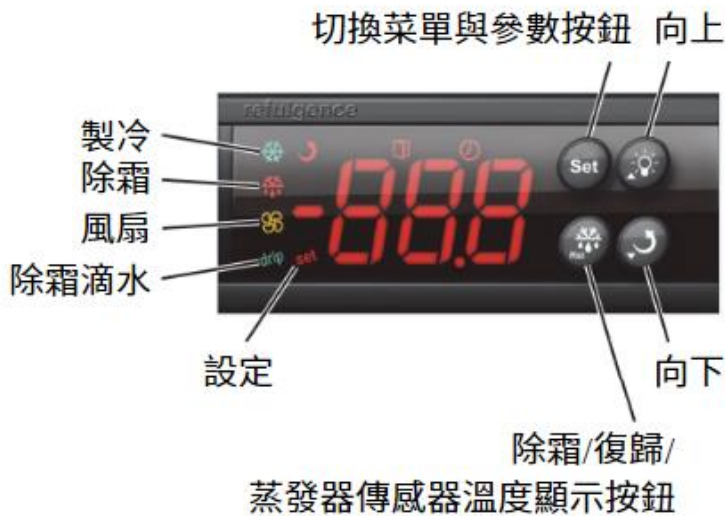 切換菜單與參數按鈕 向上
refulgence
製冷
除霜
風扇
除霜滴水
-88.8
drip
set
Set
Rst
設定
向下
除霜/復歸/
蒸發器傳感器溫度顯示按鈕